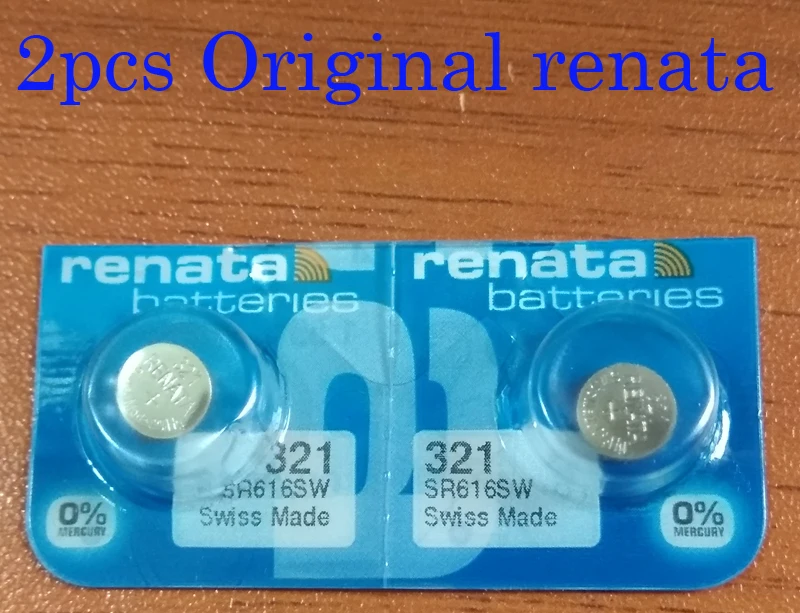 2pcs Original renata
renata
batteries
321
SR616SW
Swiss Made
0%
MERCURY
renata
batteries
321
SR616SW
Swiss Made
0%
MERCURY
RENATA